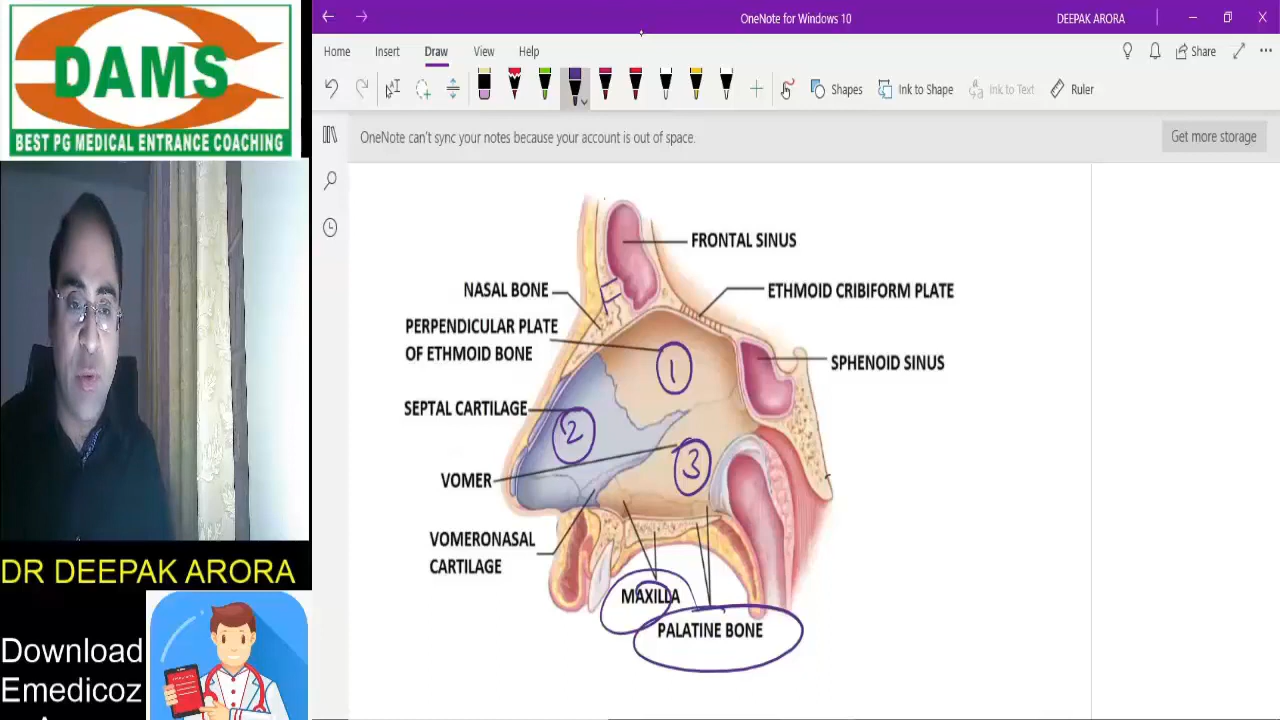 DAMS
BEST PG MEDICAL ENTRANCE COACHING
DR DEEPAK ARORA
Download
Emedicoz
OneNote for Windows 10
DEEPAK ARORA
Home Insert Draw View Help
Share
Shapes
Ink to Shape
Ink to Text
Ruler
OneNote can't sync your notes because your account is out of space.
Get more storage
FRONTAL SINUS
NASAL BONE
ETHMOID CRIBIFORM PLATE
PERPENDICULAR PLATE
OF ETHMOID BONE
SPHENOID SINUS
1
SEPTAL CARTILAGE
2
3
VOMER
VOMERONASAL
CARTILAGE
MAXILLA
PALATINE BONE